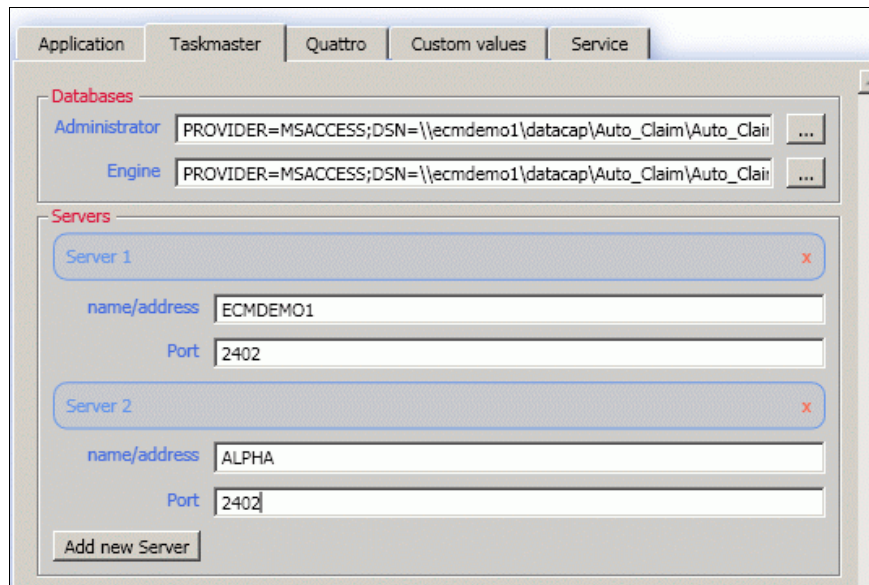 Application Taskmaster Quattro Custom values Service
Databases
Administrator PROVIDER=MSACCESS;DSN=\\ecmdemo1\datacap\Auto_Claim\Auto_Clair ...
Engine PROVIDER=MSACCESS;DSN=\\ecmdemo1\datacap\Auto_Claim\Auto_Clair ...
Servers
Server 1 x
name/address ECMDEMO1
Port 2402
Server 2 x
name/address ALPHA
Port 2402
Add new Server